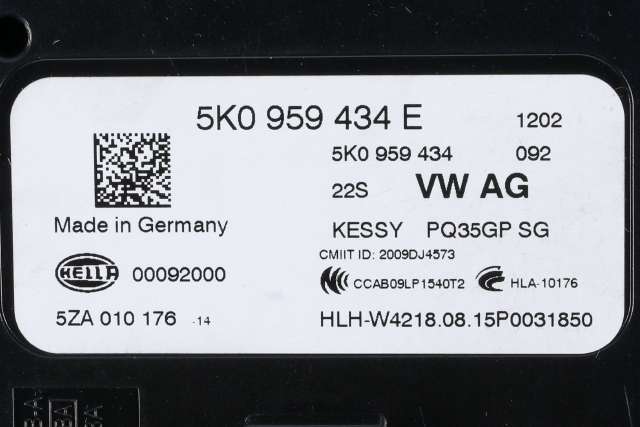 5K0 959 434 E 1202
5K0 959 434 092
22S VW AG
Made in Germany KESSY PQ35GP SG
CMIIT ID: 2009DJ4573
HELLA 00092000 CCAB09LP1540T2 HLA-10176
5ZA 010 176 -14 HLH-W4218.08.15P0031850